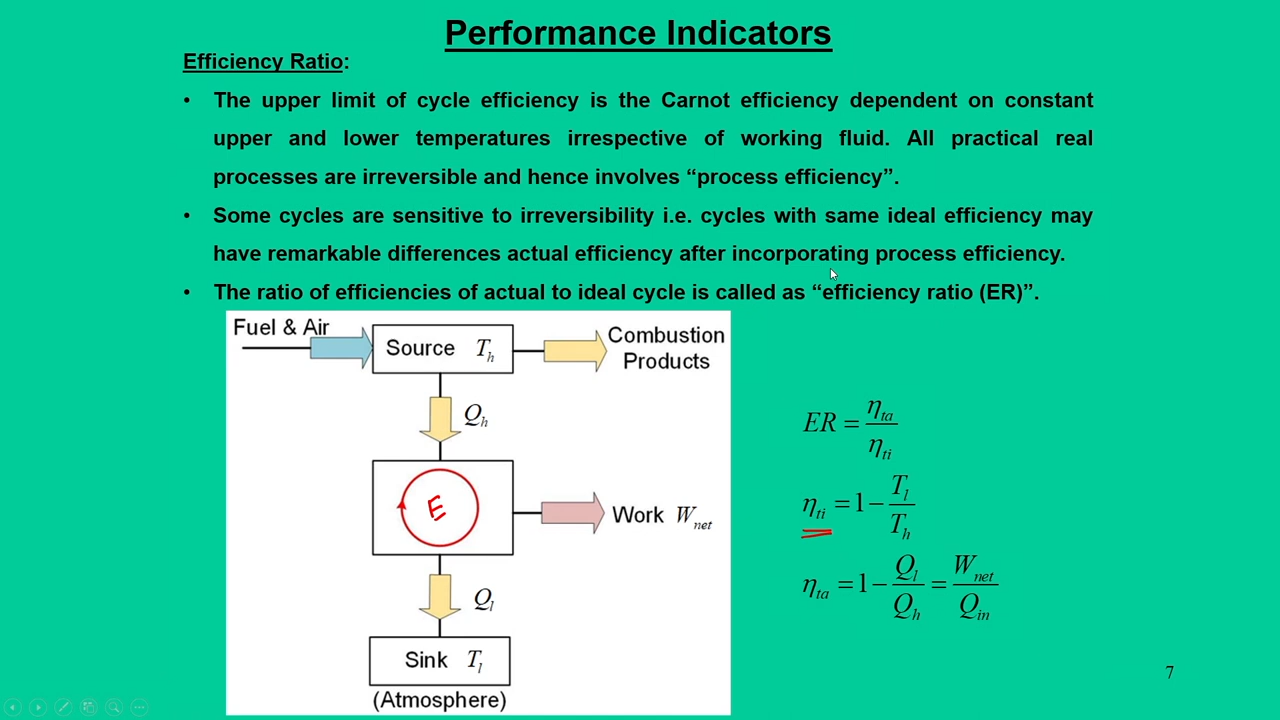 Performance Indicators
Efficiency Ratio:
• The upper limit of cycle efficiency is the Carnot efficiency dependent on constant
upper and lower temperatures irrespective of working fluid. All practical real
processes are irreversible and hence involves “process efficiency”.
• Some cycles are sensitive to irreversibility i.e. cycles with same ideal efficiency may
have remarkable differences actual efficiency after incorporating process efficiency.
• The ratio of efficiencies of actual to ideal cycle is called as “efficiency ratio (ER)”.
Fuel & Air
Source T_h
Combustion
Products
Q_h
E
Work W_net
Q_l
Sink T_l
(Atmosphere)
ER = η_ta / η_ti
η_ti = 1 − T_l / T_h
η_ta = 1 − Q_l / Q_h = W_net / Q_in
7